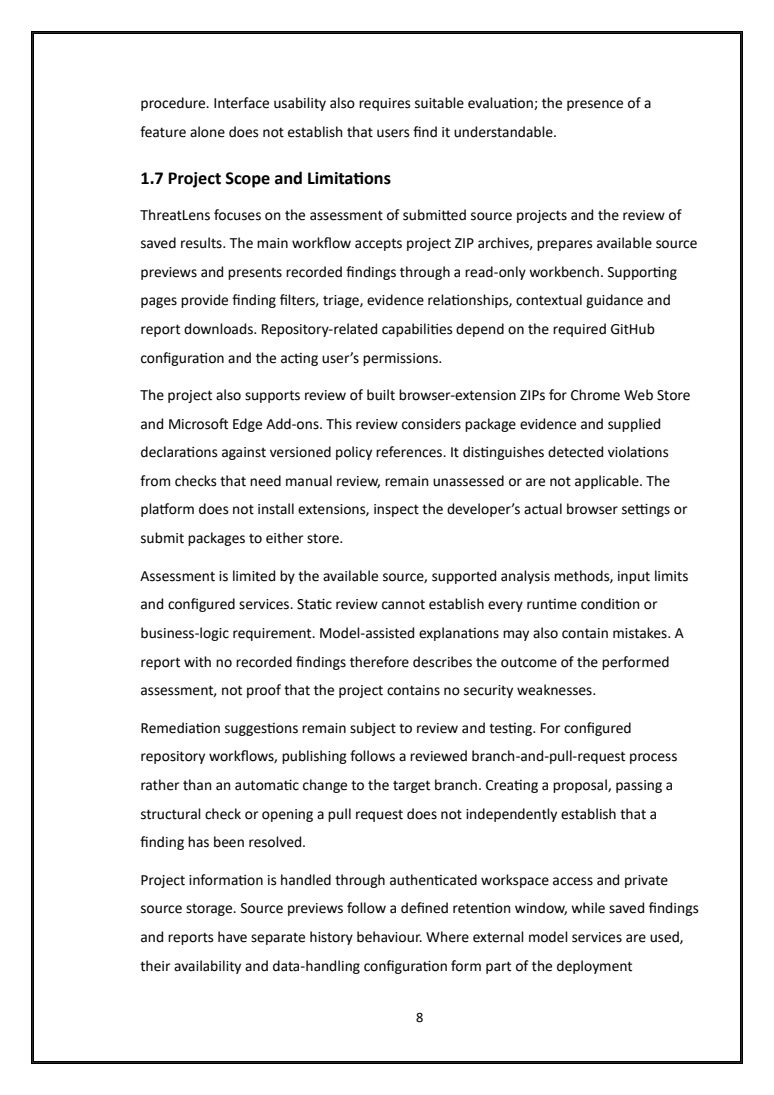 procedure. Interface usability also requires suitable evaluation; the presence of a
feature alone does not establish that users find it understandable.
1.7 Project Scope and Limitations
ThreatLens focuses on the assessment of submitted source projects and the review of
saved results. The main workflow accepts project ZIP archives, prepares available source
previews and presents recorded findings through a read-only workbench. Supporting
pages provide finding filters, triage, evidence relationships, contextual guidance and
report downloads. Repository-related capabilities depend on the required GitHub
configuration and the acting user’s permissions.
The project also supports review of built browser-extension ZIPs for Chrome Web Store
and Microsoft Edge Add-ons. This review considers package evidence and supplied
declarations against versioned policy references. It distinguishes detected violations
from checks that need manual review, remain unassessed or are not applicable. The
platform does not install extensions, inspect the developer’s actual browser settings or
submit packages to either store.
Assessment is limited by the available source, supported analysis methods, input limits
and configured services. Static review cannot establish every runtime condition or
business-logic requirement. Model-assisted explanations may also contain mistakes. A
report with no recorded findings therefore describes the outcome of the performed
assessment, not proof that the project contains no security weaknesses.
Remediation suggestions remain subject to review and testing. For configured
repository workflows, publishing follows a reviewed branch-and-pull-request process
rather than an automatic change to the target branch. Creating a proposal, passing a
structural check or opening a pull request does not independently establish that a
finding has been resolved.
Project information is handled through authenticated workspace access and private
source storage. Source previews follow a defined retention window, while saved findings
and reports have separate history behaviour. Where external model services are used,
their availability and data-handling configuration form part of the deployment
8